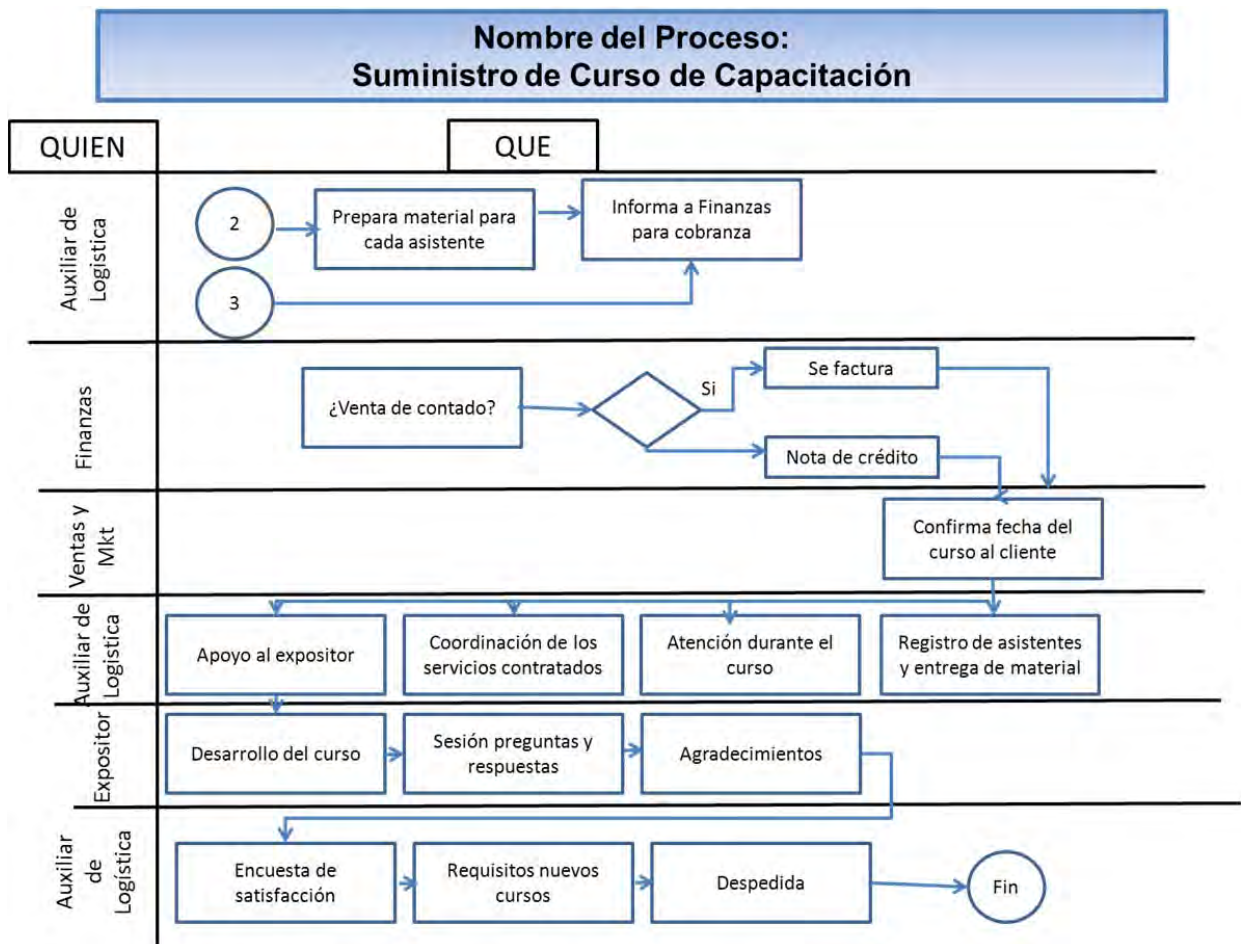 Nombre del Proceso:
Suministro de Curso de Capacitación
QUIEN
QUE
Auxiliar de
Logistica
2
Prepara material para
cada asistente
Informa a Finanzas
para cobranza
3
Finanzas
¿Venta de contado?
Si
Se factura
Nota de crédito
Ventas y
Mkt
Confirma fecha del
curso al cliente
Auxiliar de
Logistica
Apoyo al expositor
Coordinación de los
servicios contratados
Atención durante el
curso
Registro de asistentes
y entrega de material
Expositor
Desarrollo del curso
Sesión preguntas y
respuestas
Agradecimientos
Auxiliar
de
Logística
Encuesta de
satisfacción
Requisitos nuevos
cursos
Despedida
Fin